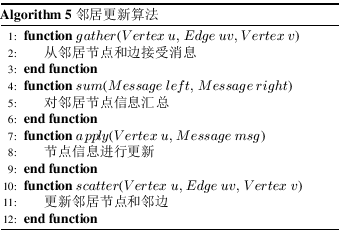 Algorithm 5 邻居更新算法
1: function gather(Vertex u, Edge uv, Vertex v)
2: 从邻居节点和边接受消息
3: end function
4: function sum(Message left, Message right)
5: 对邻居节点信息汇总
6: end function
7: function apply(Vertex u, Message msg)
8: 节点信息进行更新
9: end function
10: function scatter(Vertex u, Edge uv, Vertex v)
11: 更新邻居节点和邻边
12: end function